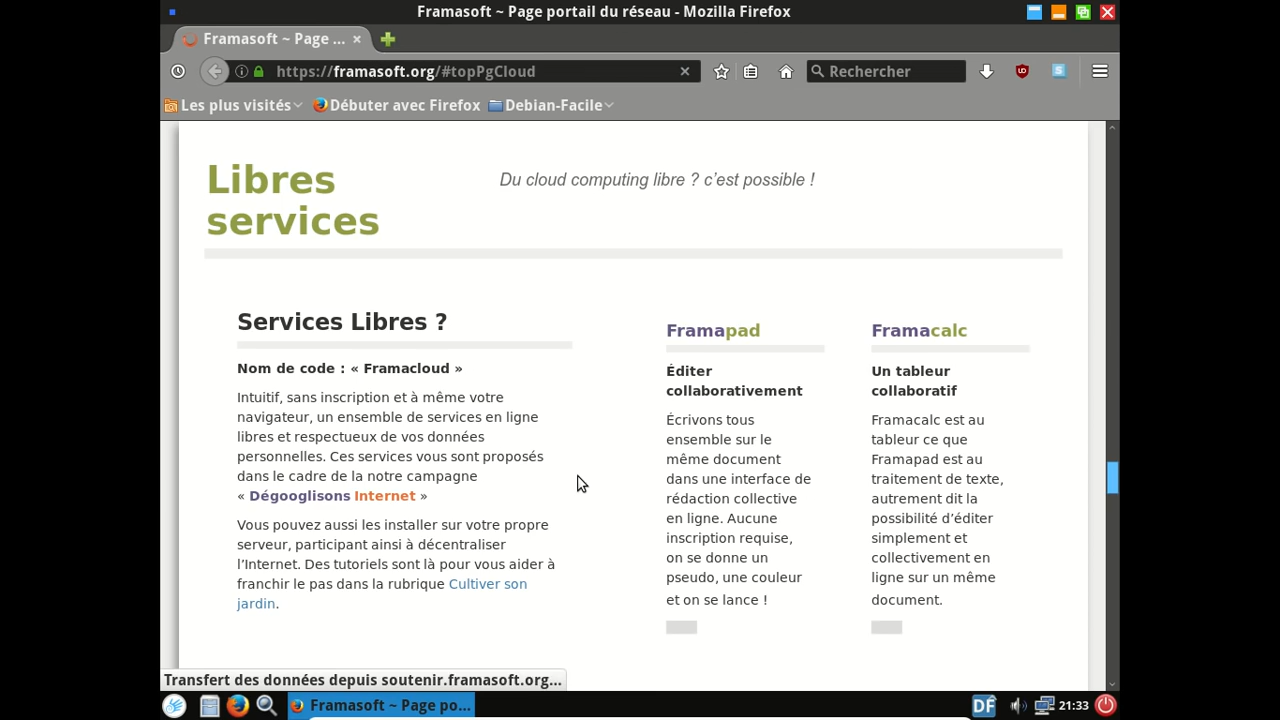 Framasoft ~ Page portail du réseau - Mozilla Firefox
Framasoft ~ Page ...
https://framasoft.org/#topPgCloud
Rechercher
Les plus visités
Débuter avec Firefox
Debian-Facile
Libres
services
Du cloud computing libre ? c’est possible !
Services Libres ?
Nom de code : « Framacloud »
Intuitif, sans inscription et à même votre
navigateur, un ensemble de services en ligne
libres et respectueux de vos données
personnelles. Ces services vous sont proposés
dans le cadre de la notre campagne
« Dégooglisons Internet »
Vous pouvez aussi les installer sur votre propre
serveur, participant ainsi à décentraliser
l’Internet. Des tutoriels sont là pour vous aider à
franchir le pas dans la rubrique Cultiver son
jardin.
Framapad
Éditer
collaborativement
Écrivons tous
ensemble sur le
même document
dans une interface de
rédaction collective
en ligne. Aucune
inscription requise,
on se donne un
pseudo, une couleur
et on se lance !
Framacalc
Un tableur
collaboratif
Framacalc est au
tableur ce que
Framapad est au
traitement de texte,
autrement dit la
possibilité d’éditer
simplement et
collectivement en
ligne sur un même
document.
Transfert des données depuis soutenir.framasoft.org...
Framasoft ~ Page po...
DF
21:33